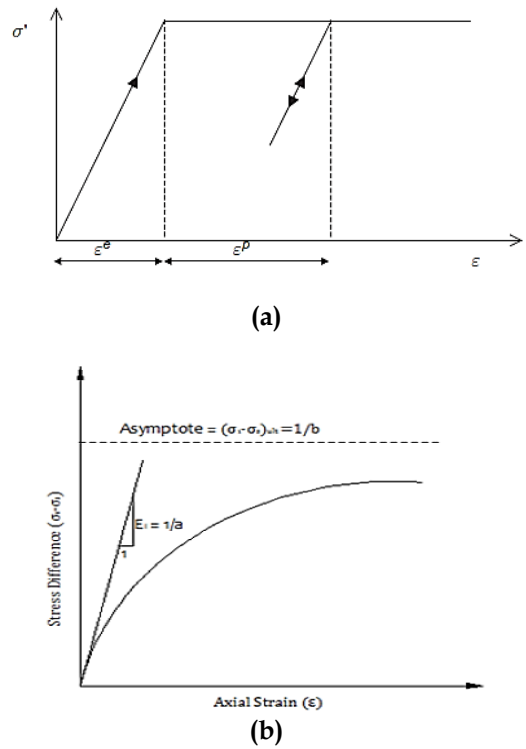 σ'
εᵉ
εᵖ
ε
(a)
Asymptote = (σ₁-σ₃)ᵤₗₜ=1/b
Eᵢ = 1/a
1
Stress Difference (σ₁-σ₃)
Axial Strain (ε)
(b)